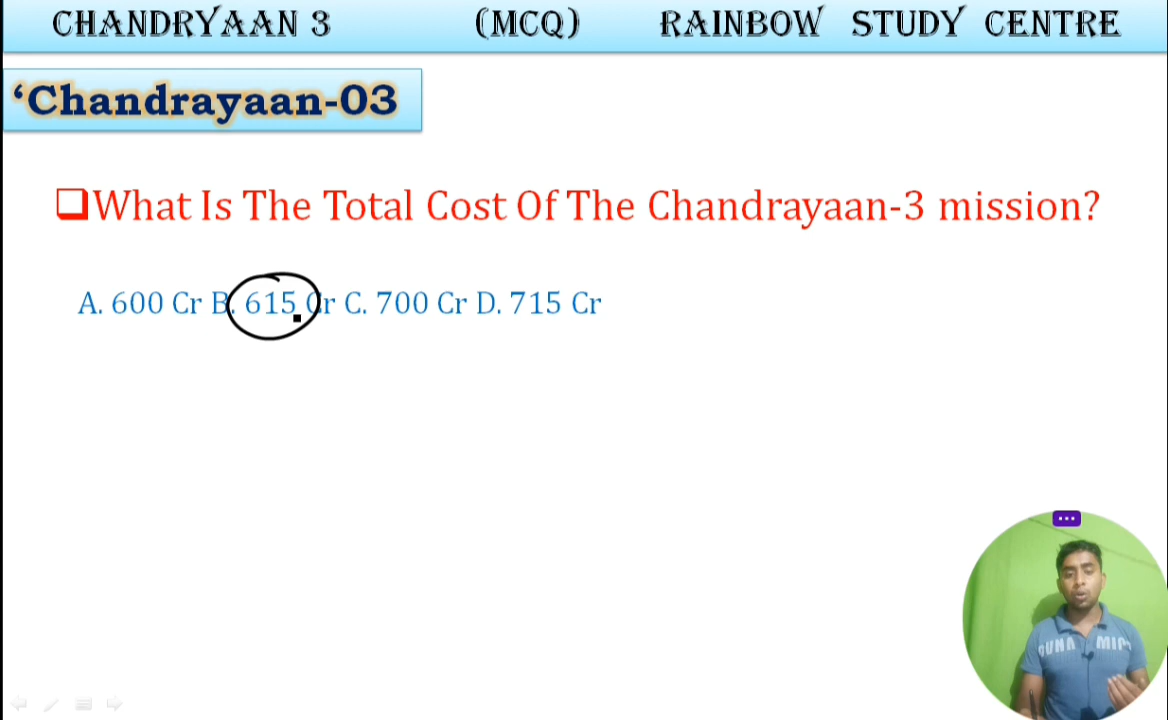 CHANDRYAAN 3 (MCQ) RAINBOW STUDY CENTRE
‘Chandrayaan-03
❑What Is The Total Cost Of The Chandrayaan-3 mission?
A. 600 Cr B. 615 Cr C. 700 Cr D. 715 Cr